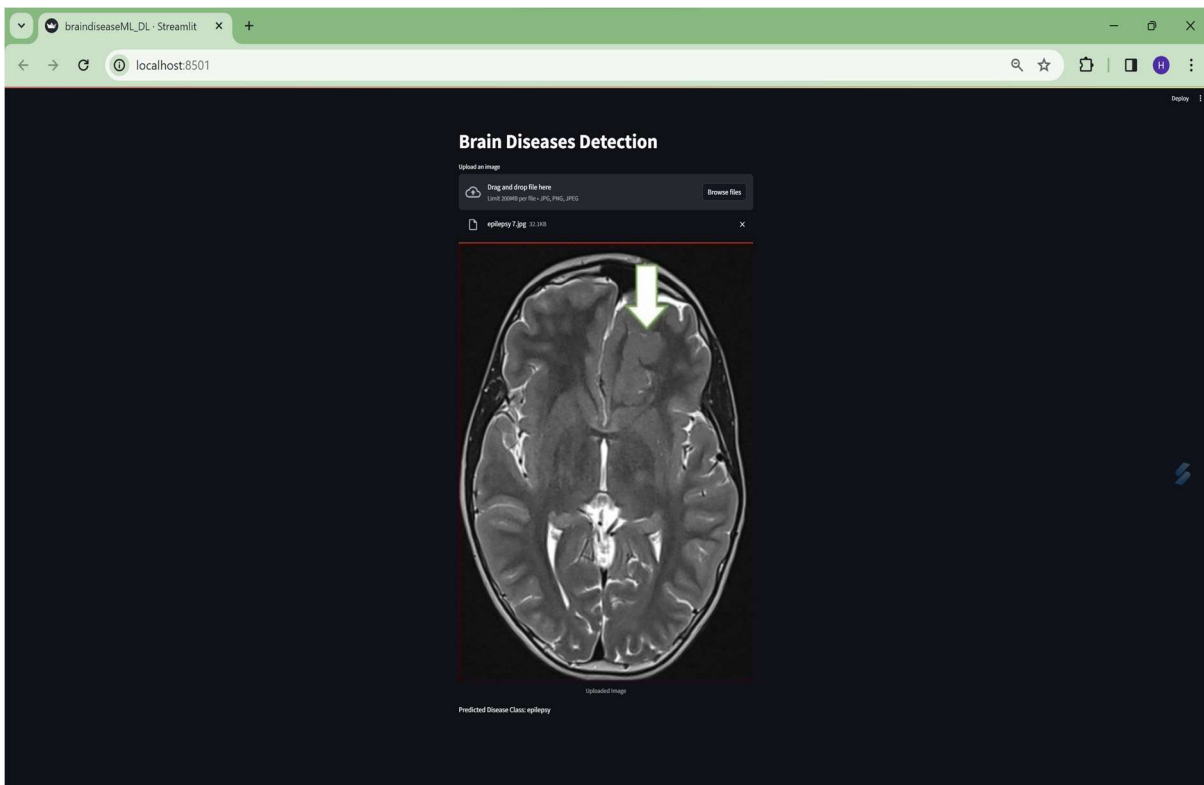 braindiseaseML_DL · Streamlit
localhost:8501
H
Deploy
Brain Diseases Detection
Upload an image
Drag and drop file here
Limit 200MB per file • JPG, PNG, JPEG
Browse files
epilepsy 7.jpg 32.1KB
Uploaded Image
Predicted Disease Class: epilepsy